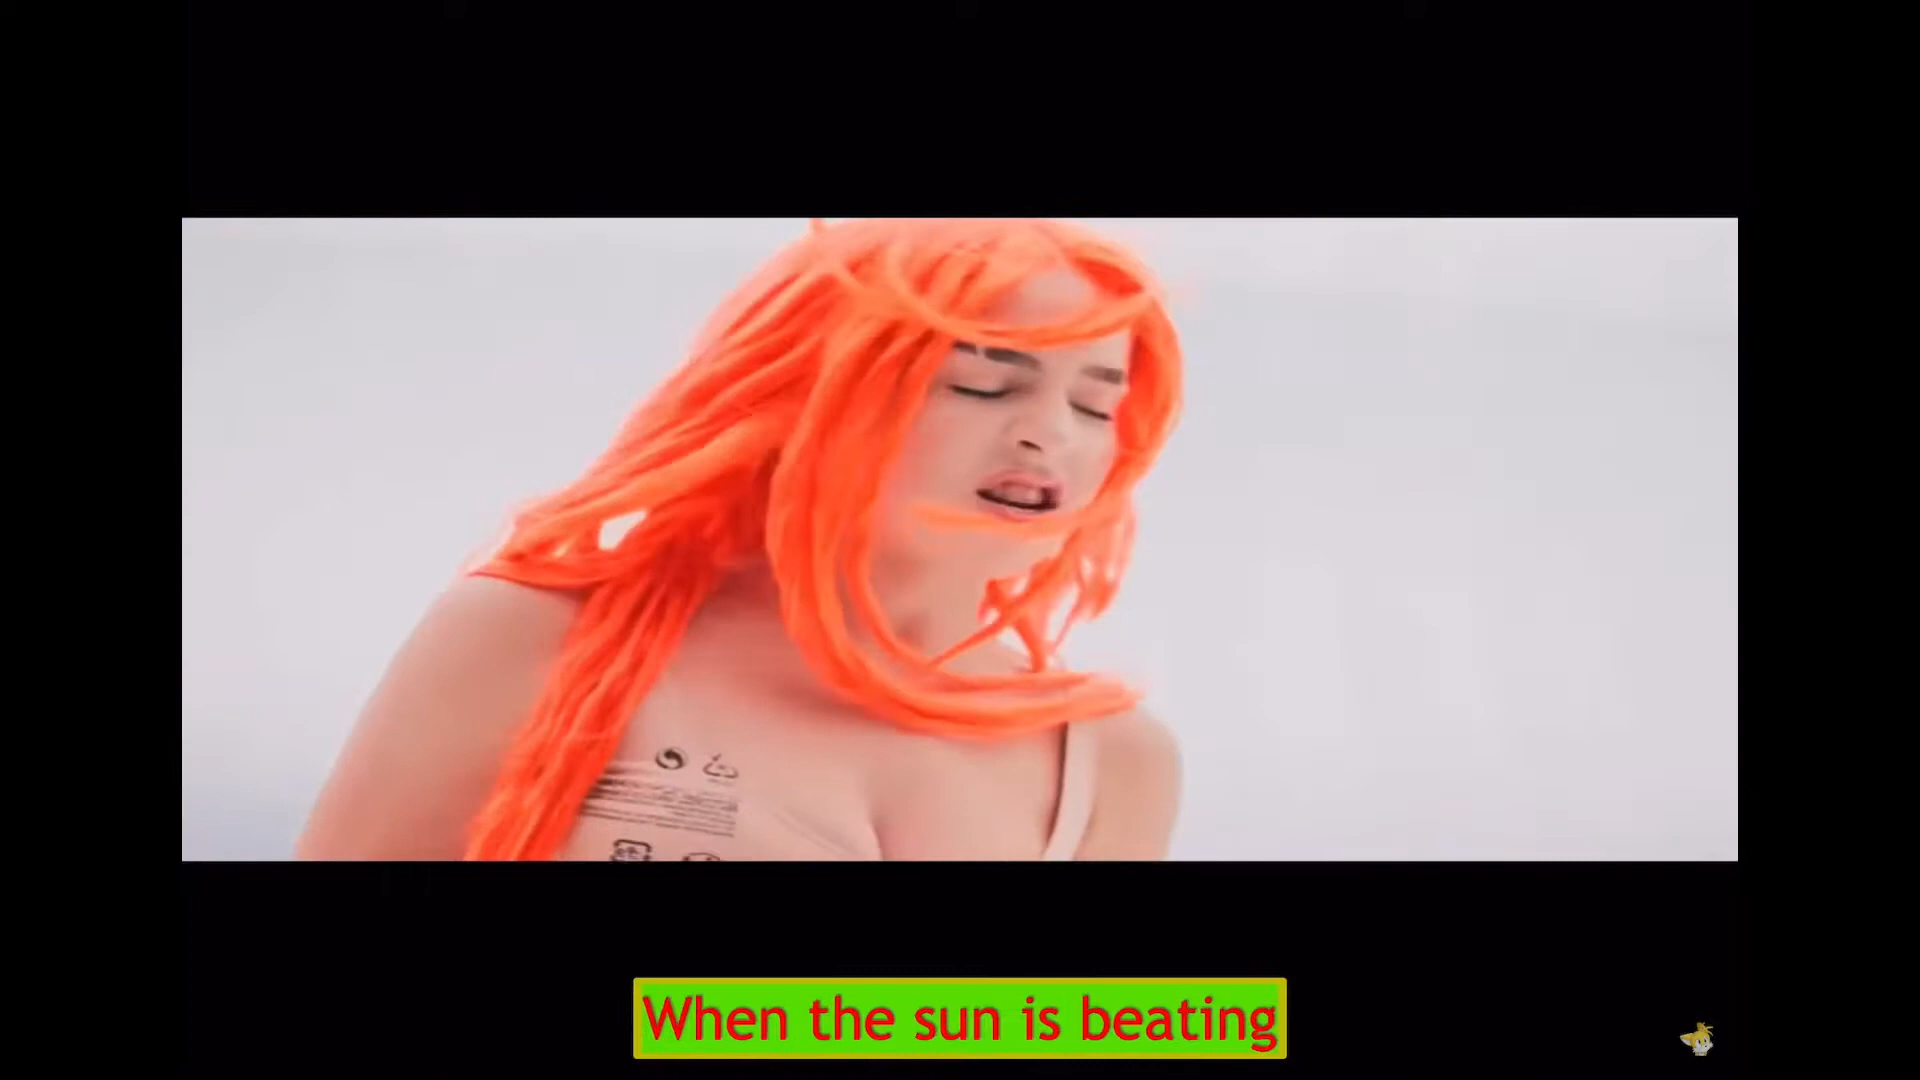 When the sun is beating